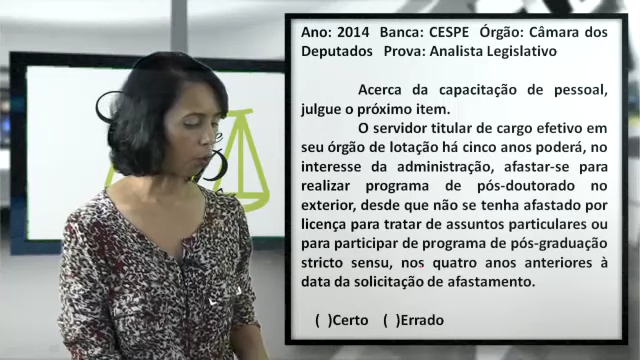 Ano: 2014 Banca: CESPE Órgão: Câmara dos
Deputados Prova: Analista Legislativo
Acerca da capacitação de pessoal,
julgue o próximo item.
O servidor titular de cargo efetivo em
seu órgão de lotação há cinco anos poderá, no
interesse da administração, afastar-se para
realizar programa de pós-doutorado no
exterior, desde que não se tenha afastado por
licença para tratar de assuntos particulares ou
para participar de programa de pós-graduação
stricto sensu, nos quatro anos anteriores à
data da solicitação de afastamento.
( )Certo ( )Errado